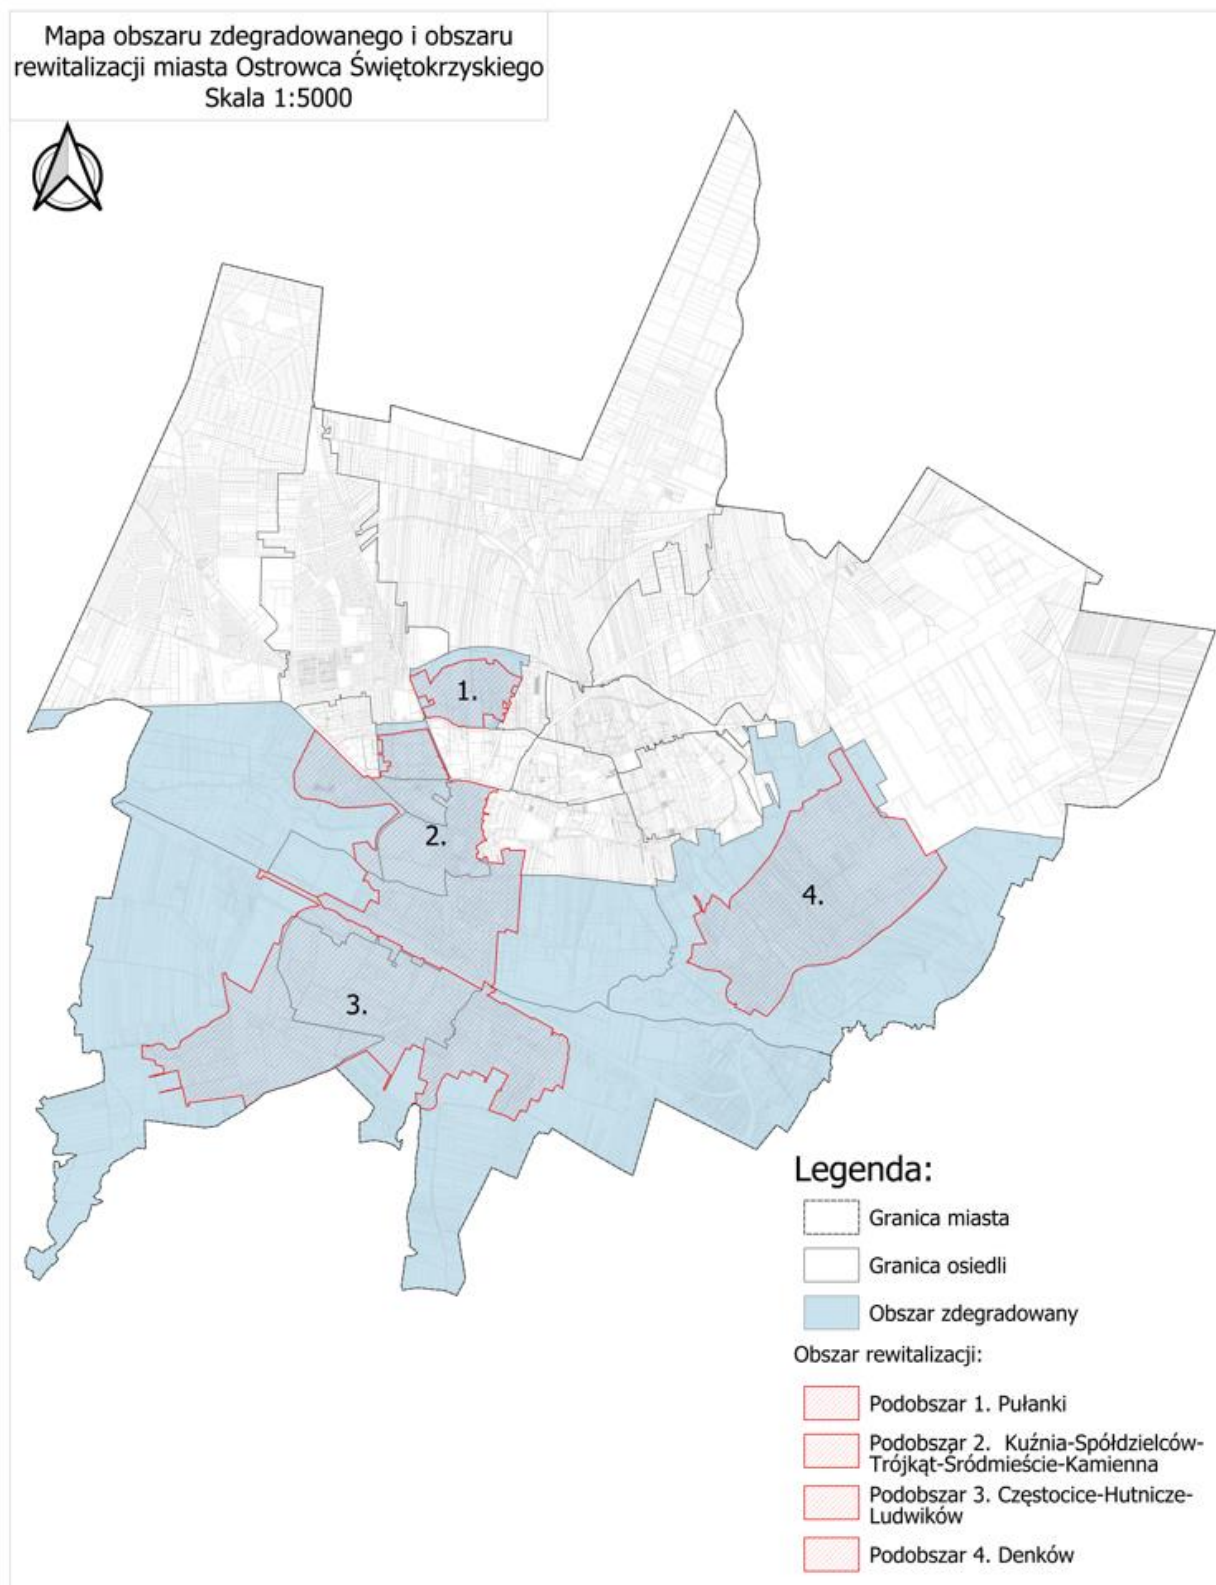 Mapa obszaru zdegradowanego i obszaru
rewitalizacji miasta Ostrowca Świętokrzyskiego
Skala 1:5000
1.
2.
4.
3.
Legenda:
Granica miasta
Granica osiedli
Obszar zdegradowany
Obszar rewitalizacji:
Podobszar 1. Pułanki
Podobszar 2. Kuźnia-Spółdzielców-
Trójkąt-Śródmieście-Kamienna
Podobszar 3. Częstocice-Hutnicze-
Ludwików
Podobszar 4. Denków